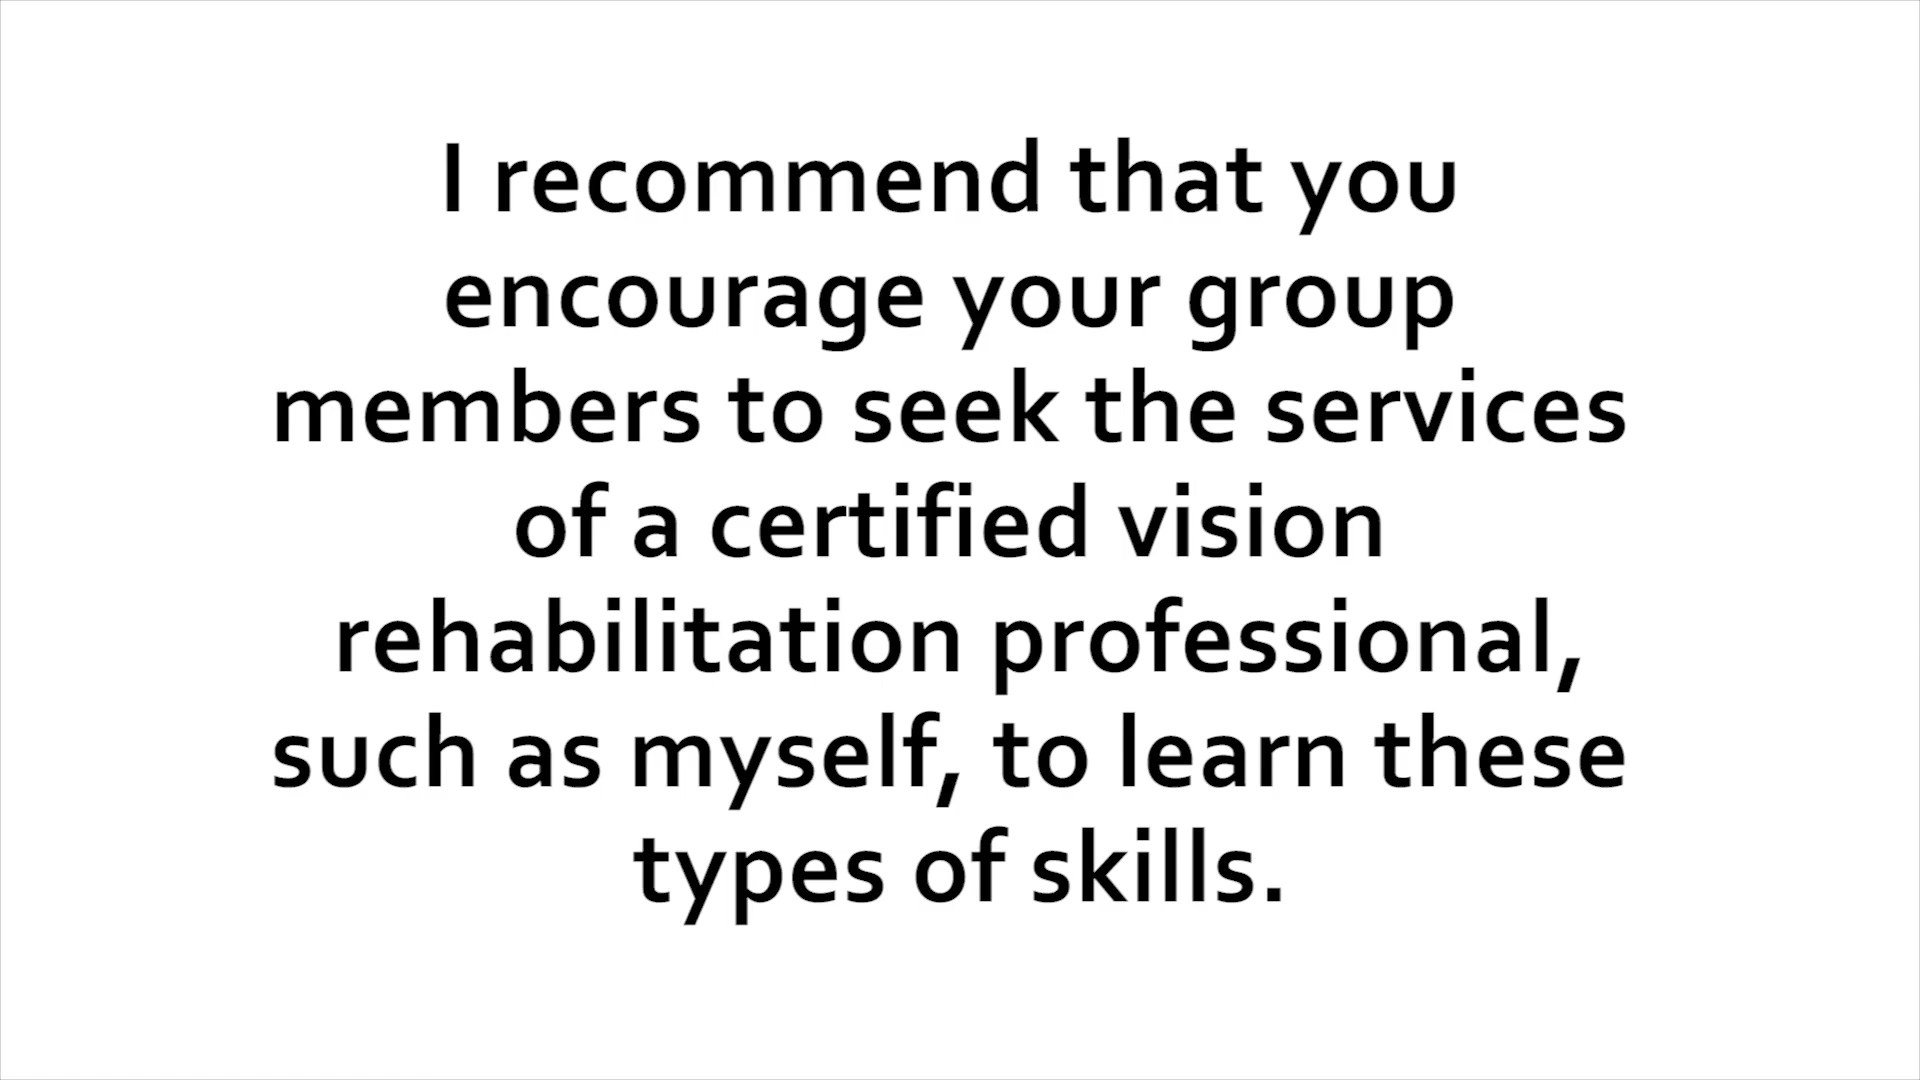 I recommend that you
encourage your group
members to seek the services
of a certified vision
rehabilitation professional,
such as myself, to learn these
types of skills.